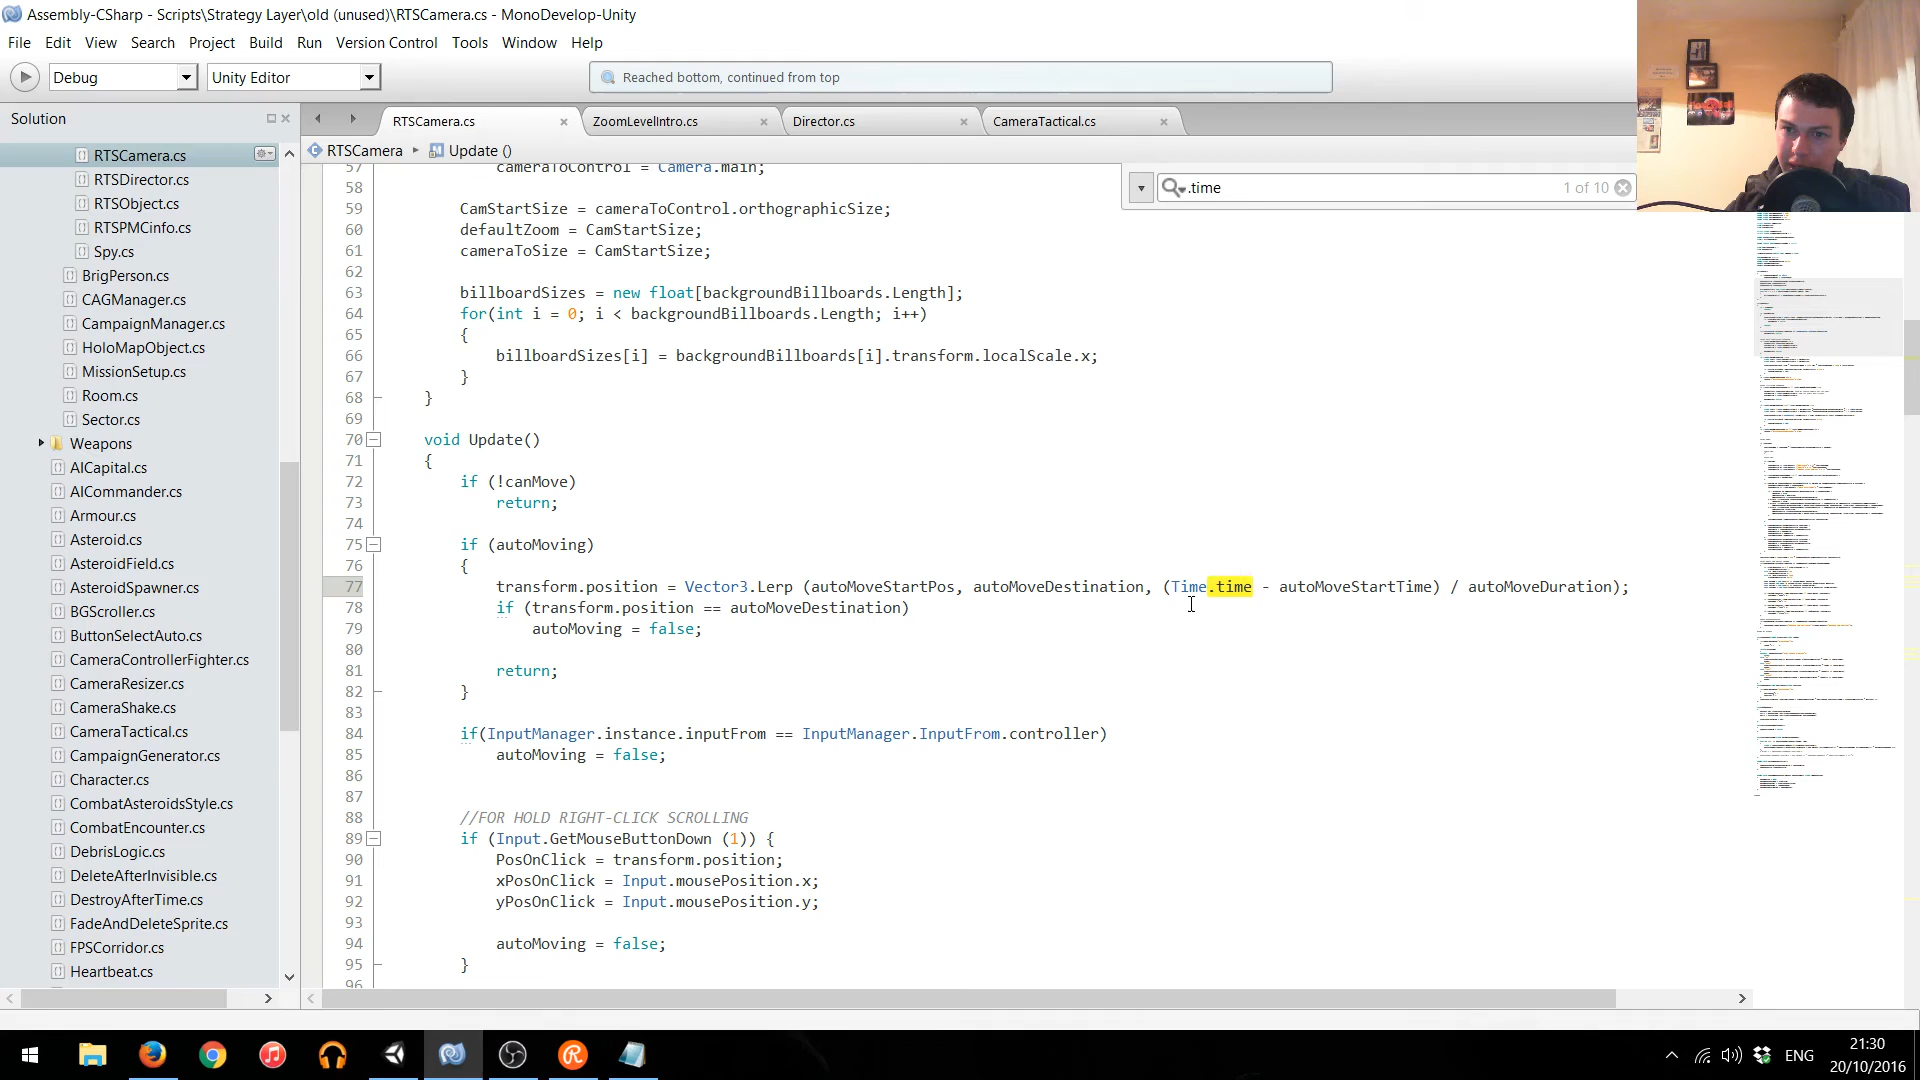 Assembly-CSharp - Scripts\Strategy Layer\old (unused)\RTSCamera.cs - MonoDevelop-Unity
File Edit View Search Project Build Run Version Control Tools Window Help
Debug Unity Editor Reached bottom, continued from top
Solution
RTSCamera.cs
RTSDirector.cs
RTSObject.cs
RTSPMCinfo.cs
Spy.cs
BrigPerson.cs
CAGManager.cs
CampaignManager.cs
HoloMapObject.cs
MissionSetup.cs
Room.cs
Sector.cs
Weapons
AICapital.cs
AICommander.cs
Armour.cs
Asteroid.cs
AsteroidField.cs
AsteroidSpawner.cs
BGScroller.cs
ButtonSelectAuto.cs
CameraControllerFighter.cs
CameraResizer.cs
CameraShake.cs
CameraTactical.cs
CampaignGenerator.cs
Character.cs
CombatAsteroidsStyle.cs
CombatEncounter.cs
DebrisLogic.cs
DeleteAfterInvisible.cs
DestroyAfterTime.cs
FadeAndDeleteSprite.cs
FPSCorridor.cs
Heartbeat.cs
RTSCamera.cs ZoomLevelIntro.cs Director.cs CameraTactical.cs
RTSCamera Update ()
.time 1 of 10
57 cameraToControl = Camera.main;
58
59 CamStartSize = cameraToControl.orthographicSize;
60 defaultZoom = CamStartSize;
61 cameraToSize = CamStartSize;
62
63 billboardSizes = new float[backgroundBillboards.Length];
64 for(int i = 0; i < backgroundBillboards.Length; i++)
65 {
66 billboardSizes[i] = backgroundBillboards[i].transform.localScale.x;
67 }
68 }
69
70 void Update()
71 {
72 if (!canMove)
73 return;
74
75 if (autoMoving)
76 {
77 transform.position = Vector3.Lerp (autoMoveStartPos, autoMoveDestination, (Time.time - autoMoveStartTime) / autoMoveDuration);
78 if (transform.position == autoMoveDestination)
79 autoMoving = false;
80
81 return;
82 }
83
84 if(InputManager.instance.inputFrom == InputManager.InputFrom.controller)
85 autoMoving = false;
86
87
88 //FOR HOLD RIGHT-CLICK SCROLLING
89 if (Input.GetMouseButtonDown (1)) {
90 PosOnClick = transform.position;
91 xPosOnClick = Input.mousePosition.x;
92 yPosOnClick = Input.mousePosition.y;
93
94 autoMoving = false;
95 }
96
ENG
21:30
20/10/2016